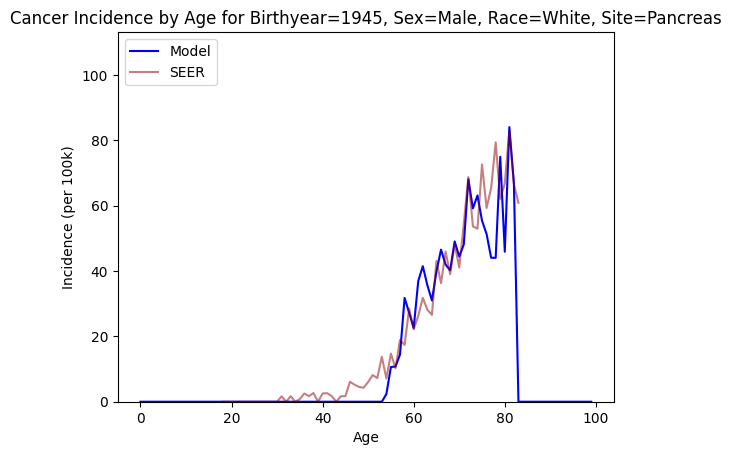 Cancer Incidence by Age for Birthyear=1945, Sex=Male, Race=White, Site=Pancreas
Model
SEER
100
80
60
40
20
0
Incidence (per 100k)
0 20 40 60 80 100
Age